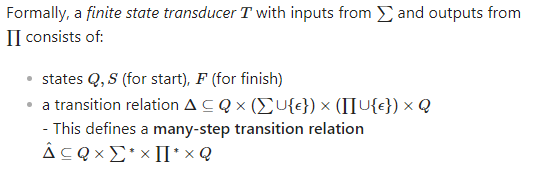 Formally, a finite state transducer T with inputs from ∑ and outputs from
∏ consists of:
• states Q, S (for start), F (for finish)
• a transition relation Δ ⊆ Q × (∑∪{ϵ}) × (∏∪{ϵ}) × Q
- This defines a many-step transition relation
Δ̂ ⊆ Q × ∑* × ∏* × Q